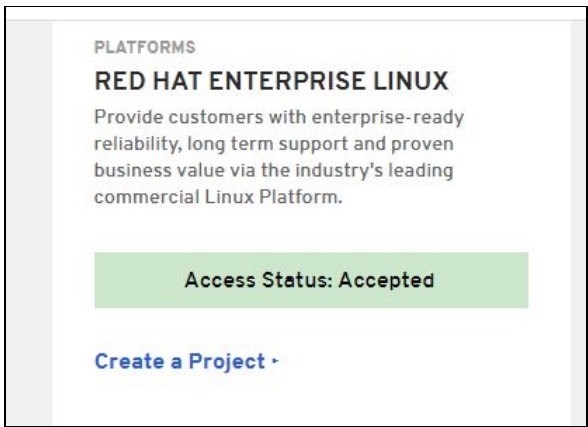 PLATFORMS
RED HAT ENTERPRISE LINUX
Provide customers with enterprise-ready
reliability, long term support and proven
business value via the industry's leading
commercial Linux Platform.
Access Status: Accepted
Create a Project ▸